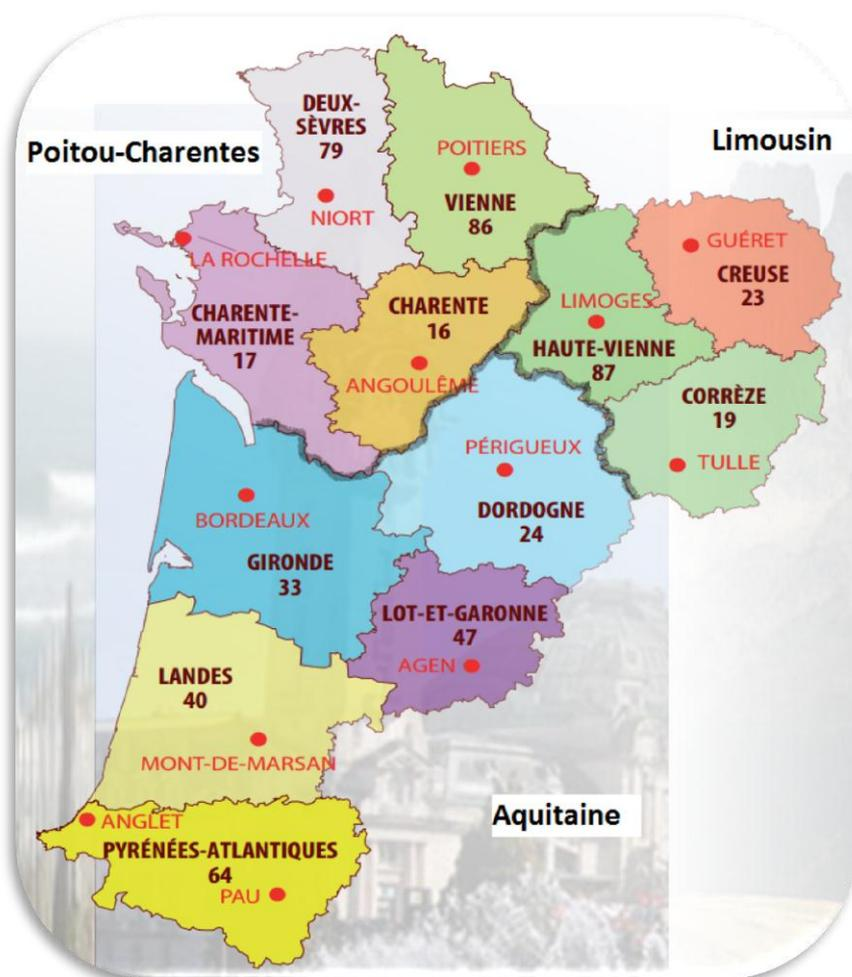 DEUX-
SÈVRES
79
NIORT
Poitou-Charentes
POITIERS
VIENNE
86
Limousin
LA ROCHELLE
CHARENTE-
MARITIME
17
CHARENTE
16
ANGOULÊME
LIMOGES
HAUTE-VIENNE
87
GUÉRET
CREUSE
23
CORRÈZE
19
TULLE
PÉRIGUEUX
DORDOGNE
24
BORDEAUX
GIRONDE
33
LOT-ET-GARONNE
47
AGEN
LANDES
40
MONT-DE-MARSAN
Aquitaine
ANGLET
PYRÉNÉES-ATLANTIQUES
64
PAU